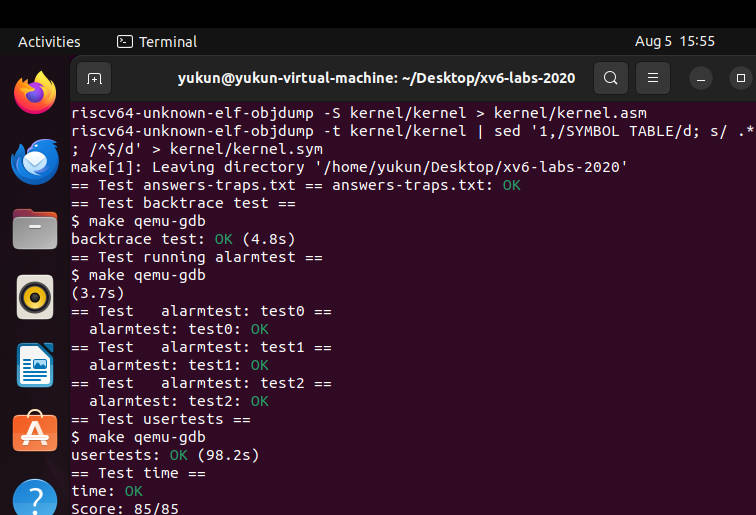 Activities
Terminal
Aug 5 15:55
yukun@yukun-virtual-machine: ~/Desktop/xv6-labs-2020
riscv64-unknown-elf-objdump -S kernel/kernel > kernel/kernel.asm
riscv64-unknown-elf-objdump -t kernel/kernel | sed '1,/SYMBOL TABLE/d; s/ .*
; /^$/d' > kernel/kernel.sym
make[1]: Leaving directory '/home/yukun/Desktop/xv6-labs-2020'
== Test answers-traps.txt == answers-traps.txt: OK
== Test backtrace test ==
$ make qemu-gdb
backtrace test: OK (4.8s)
== Test running alarmtest ==
$ make qemu-gdb
(3.7s)
== Test   alarmtest: test0 ==
  alarmtest: test0: OK
== Test   alarmtest: test1 ==
  alarmtest: test1: OK
== Test   alarmtest: test2 ==
  alarmtest: test2: OK
== Test usertests ==
$ make qemu-gdb
usertests: OK (98.2s)
== Test time ==
time: OK
Score: 85/85